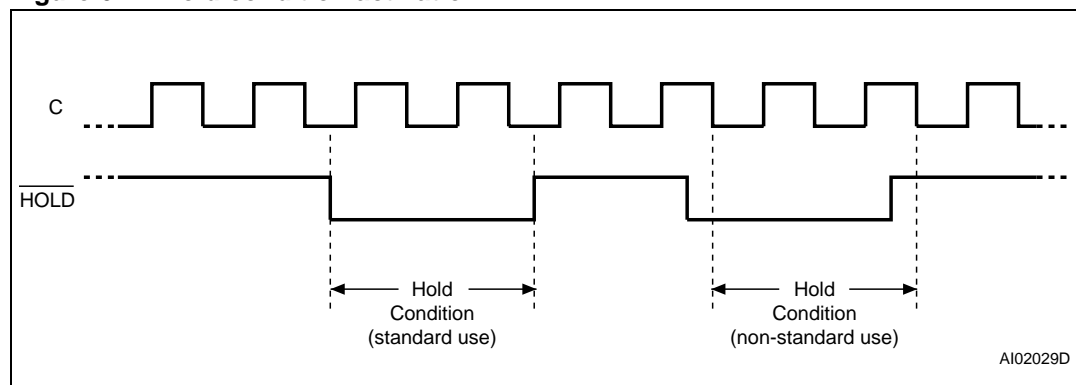 C
HOLD
Hold
Condition
(standard use)
Hold
Condition
(non-standard use)
AI02029D